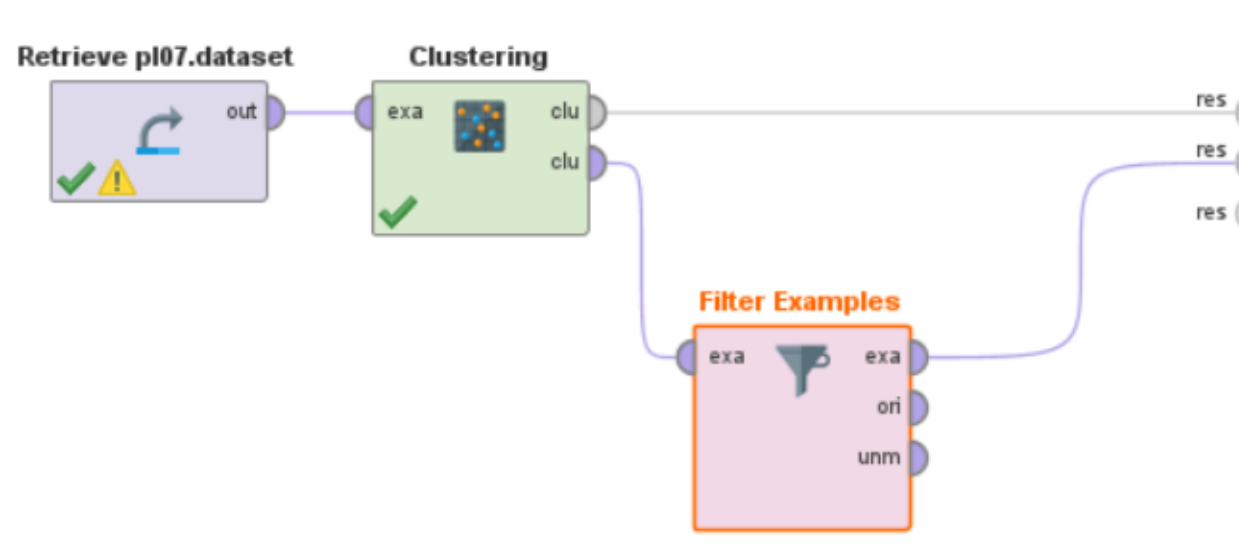 Retrieve pl07.dataset
Clustering
out
exa
clu
clu
res
res
res
Filter Examples
exa
exa
ori
unm